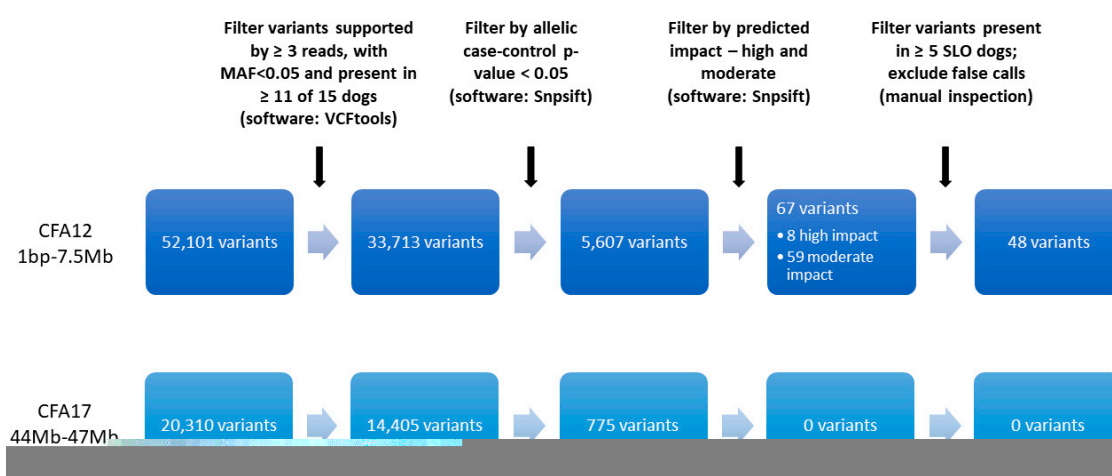 Filter variants supported
by ≥ 3 reads, with
MAF<0.05 and present in
≥ 11 of 15 dogs
(software: VCFtools)
Filter by allelic
case-control p-
value < 0.05
(software: Snpsift)
Filter by predicted
impact – high and
moderate
(software: Snpsift)
Filter variants present
in ≥ 5 SLO dogs;
exclude false calls
(manual inspection)
CFA12
1bp-7.5Mb
52,101 variants
33,713 variants
5,607 variants
67 variants
• 8 high impact
• 59 moderate
impact
48 variants
CFA17
44Mb-47Mb
20,310 variants
14,405 variants
775 variants
0 variants
0 variants